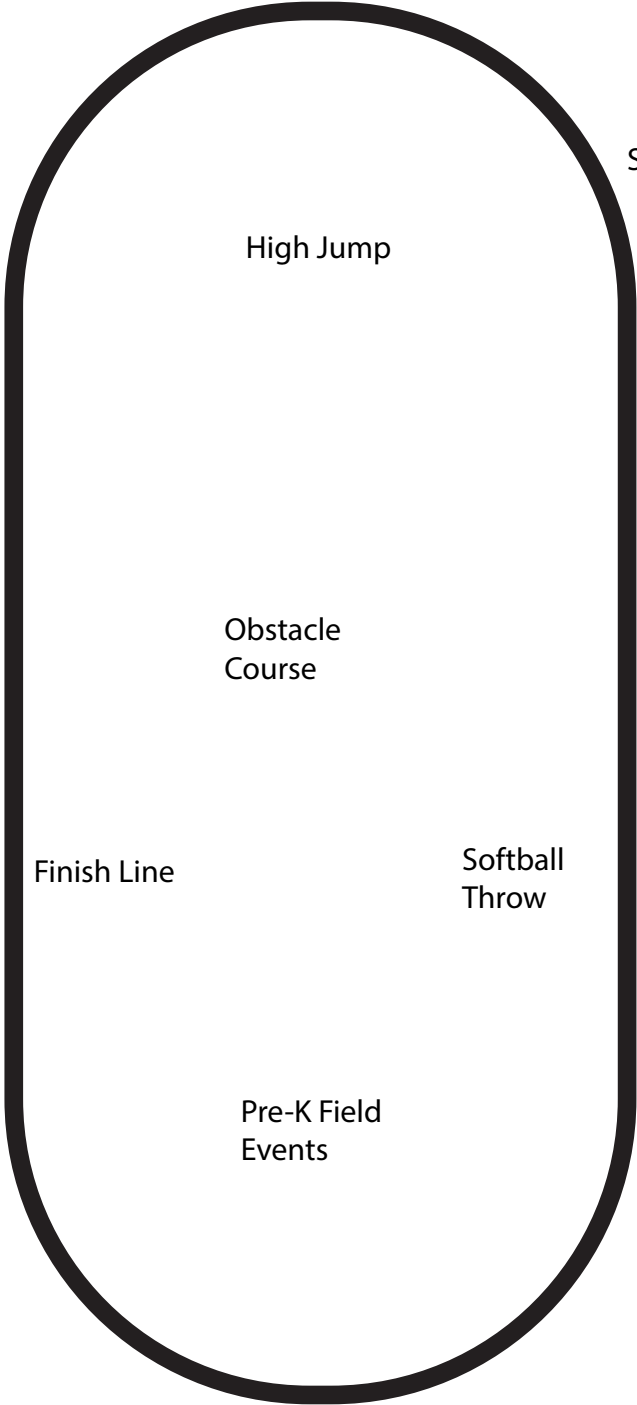 High Jump
Obstacle
Course
Finish Line
Softball
Throw
Pre-K Field
Events